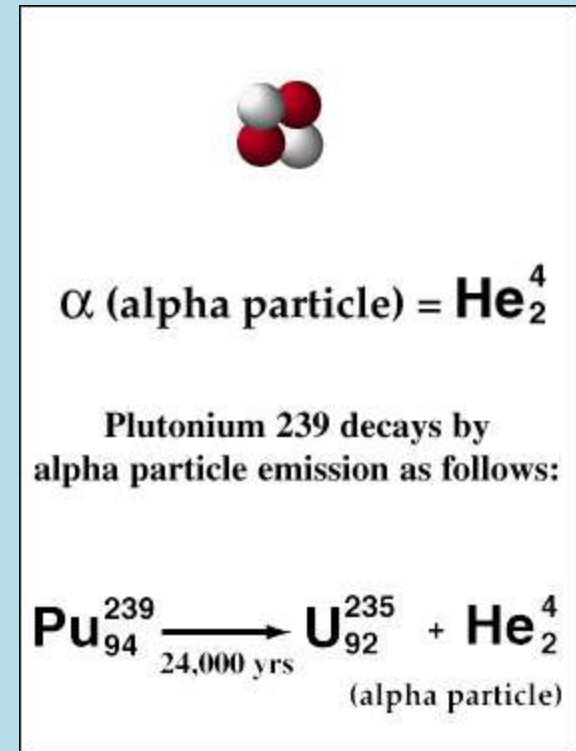 α (alpha particle) = He⁴₂
Plutonium 239 decays by
alpha particle emission as follows:
Pu²³⁹₉₄ → U²³⁵₉₂ + He⁴₂
24,000 yrs
(alpha particle)